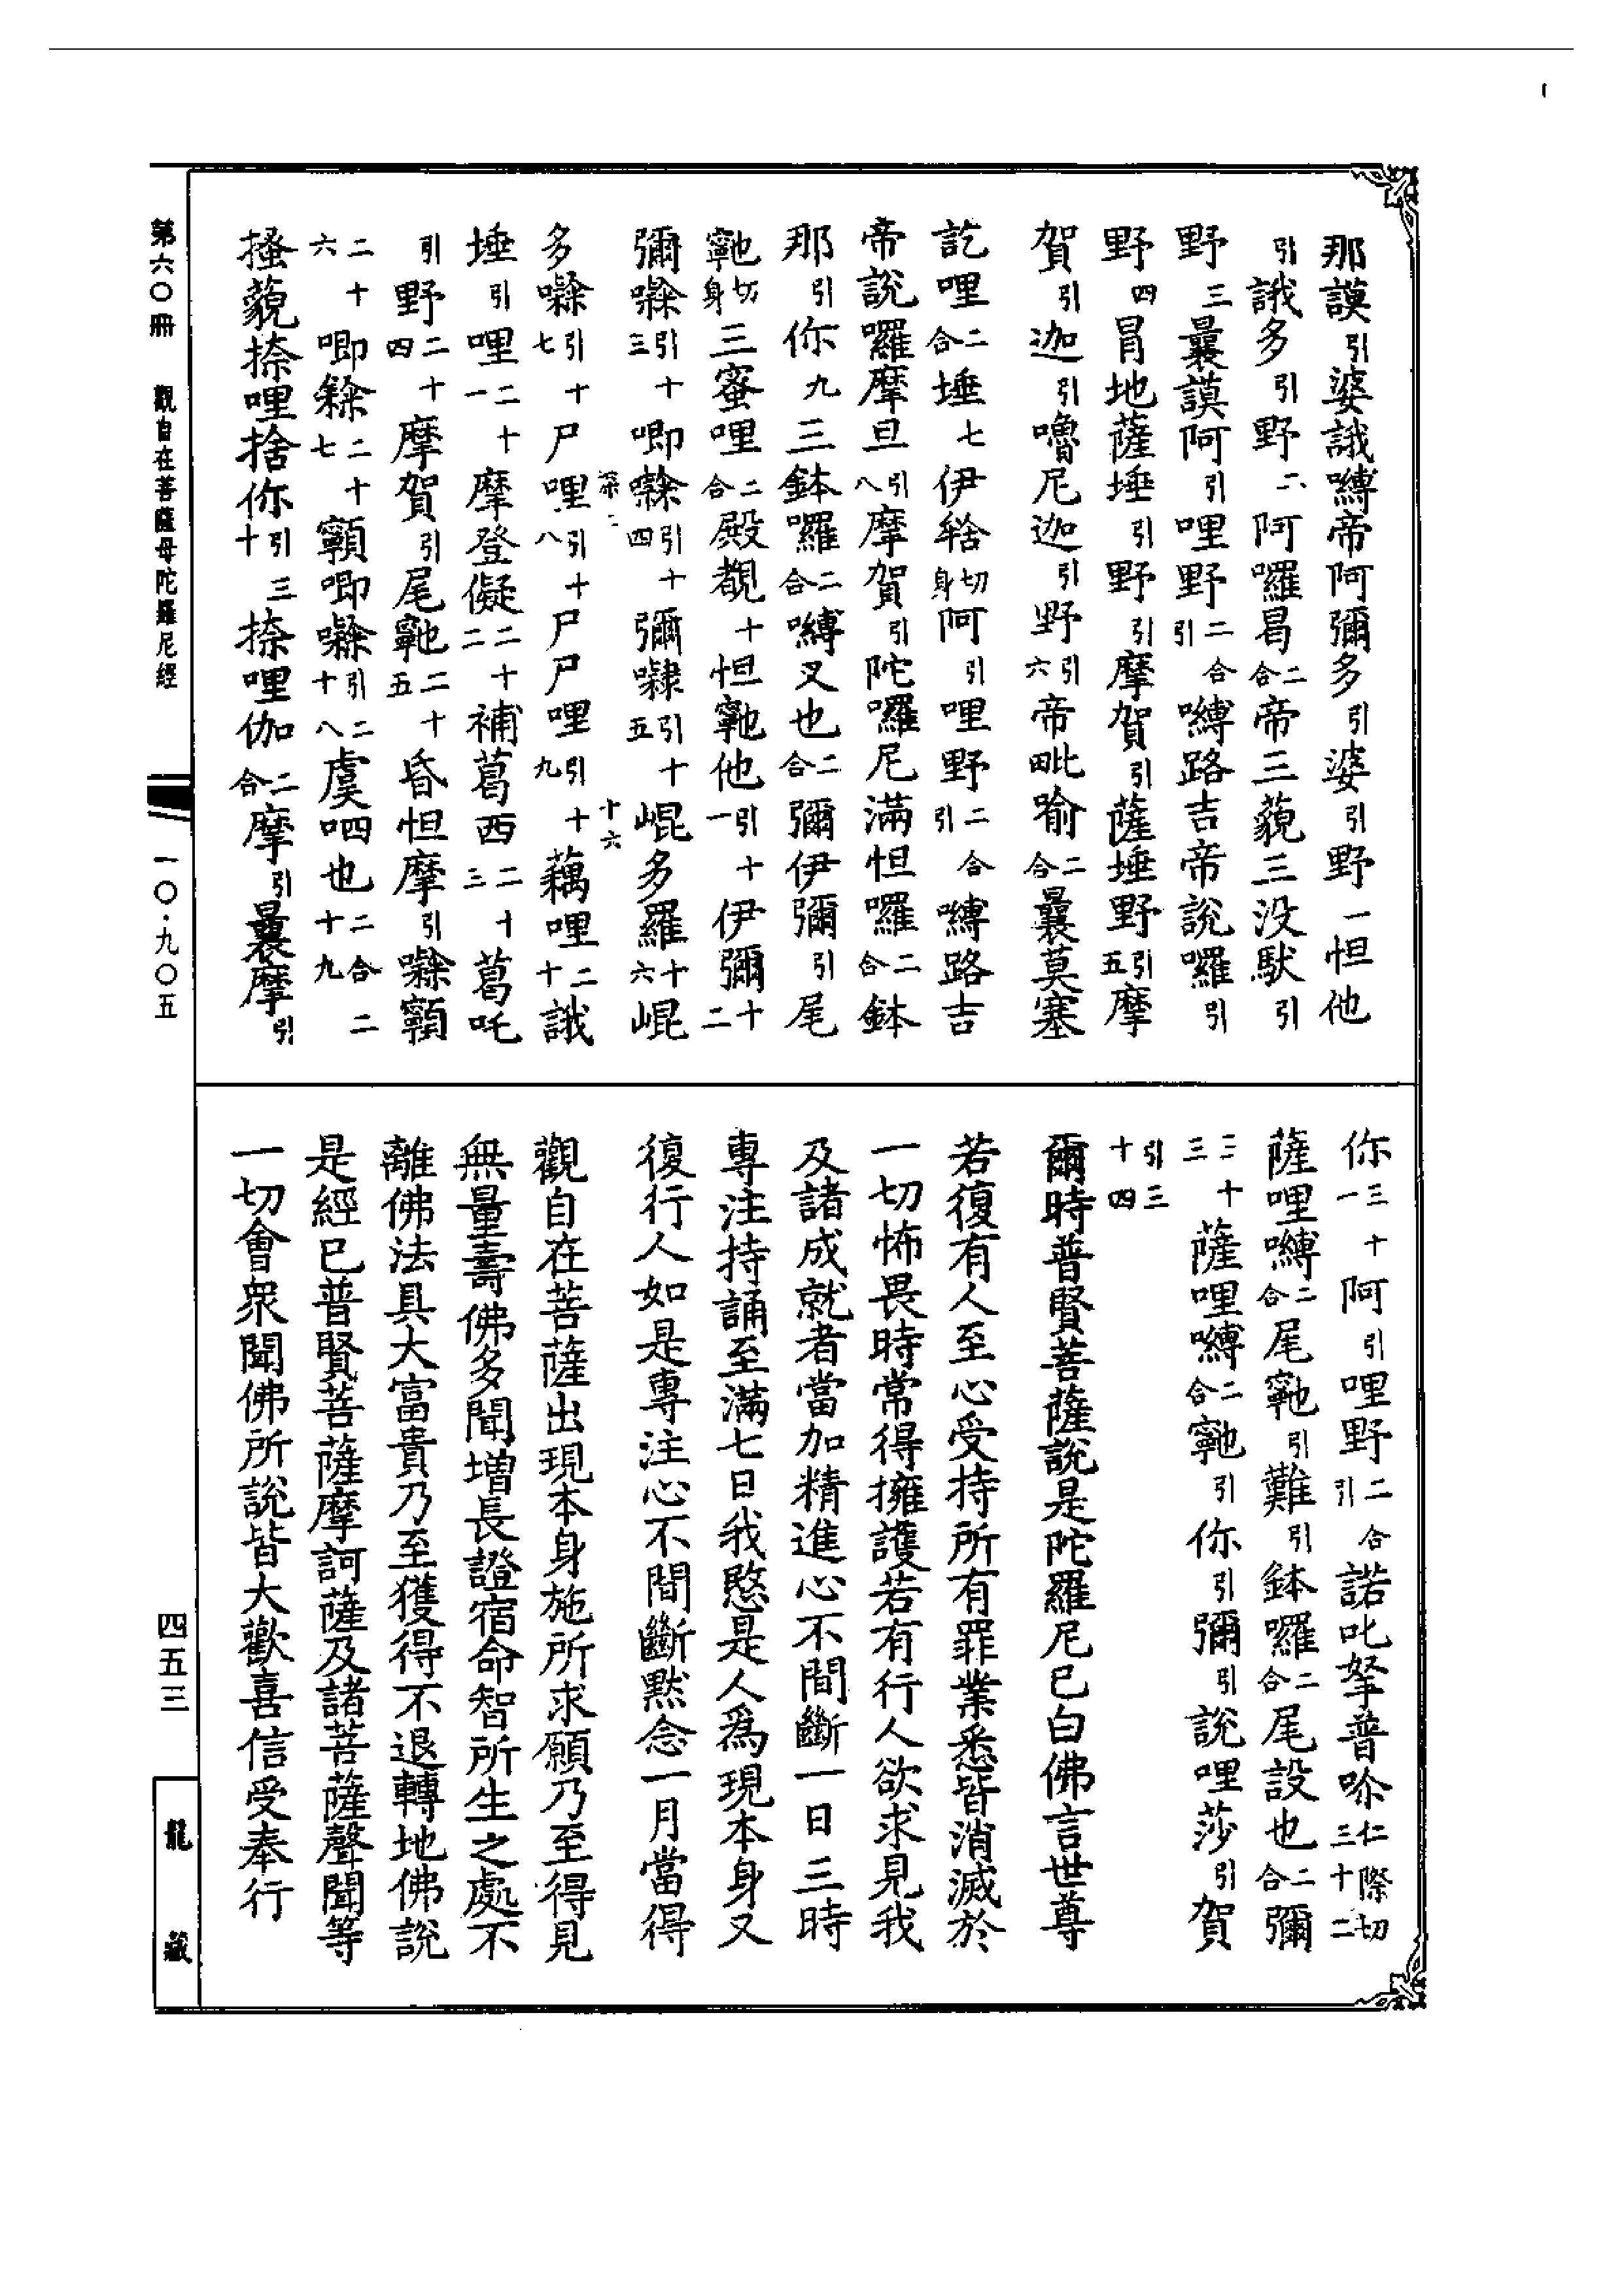 那謨引婆誐嚩帝阿彌多引婆引野一怛他
引誐多引野二阿囉曷二合帝三藐三没馱引
野三曩謨阿引哩野二合引嚩路吉帝說囉引
野四冒地薩埵引野引摩賀引薩埵野引五摩
賀引迦引嚕尼迦引野引六帝毗喻二合曩莫塞
訖哩二合埵七伊𨅖切身阿引哩野二合引嚩路吉
帝說囉摩旦引八摩賀引陀囉尼滿怛囉二合鉢
那引你九三鉢囉二合嚩叉也二合彌伊彌引尾
切身三蜜哩二合殿覩十怛他引十一伊彌十二
彌引十三唧引十四彌㘑引十五崐多羅十六崐
多引十七尸哩引十八尸尸哩引十九藕哩二十誐
埵引哩二十一摩登儗二十二補葛西二十三葛吒
引野二十四摩賀引尾二十五昏怛摩引
二十六唧二十七唧引二十八虞呬也二合二十九
搔藐捺哩捨你引三十捺哩伽二合摩引曩摩引
你三十一阿引哩野二合引諾叱拏普仁際切三十二
薩哩嚩二合尾引難引鉢囉二合尾設也二合彌
三十三薩哩嚩二合引你引彌引說哩莎引賀
引三十四
爾時普賢菩薩說是陀羅尼已白佛言世尊
若復有人至心受持所有罪業悉皆消滅於
一切怖畏時常得擁護若有行人欲求見我
及諸成就者當加精進心不間斷一日三時
專注持誦至滿七日我愍是人爲現本身又
復行人如是專注心不間斷默念一月當得
觀自在菩薩出現本身施所求願乃至得見
無量壽佛多聞增長證宿命智所生之處不
離佛法具大富貴乃至獲得不退轉地佛說
是經已普賢菩薩摩訶薩及諸菩薩聲聞等
一切會衆聞佛所說皆大歡喜信受奉行
第六〇冊 觀自在菩薩母陀羅尼經 一〇·九〇五
四五三
龍藏